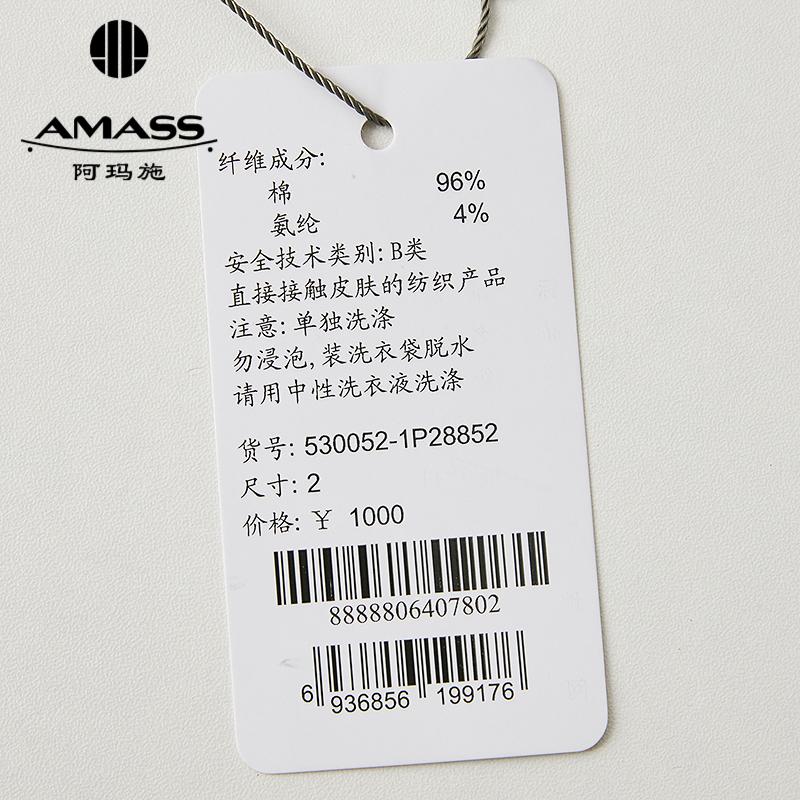 AMASS
阿玛施
纤维成分:
棉 96%
氨纶 4%
安全技术类别: B类
直接接触皮肤的纺织产品
注意: 单独洗涤
勿浸泡, 装洗衣袋脱水
请用中性洗衣液洗涤
货号: 530052-1P28852
尺寸: 2
价格: ¥ 1000
8888806407802
6 936856 199176